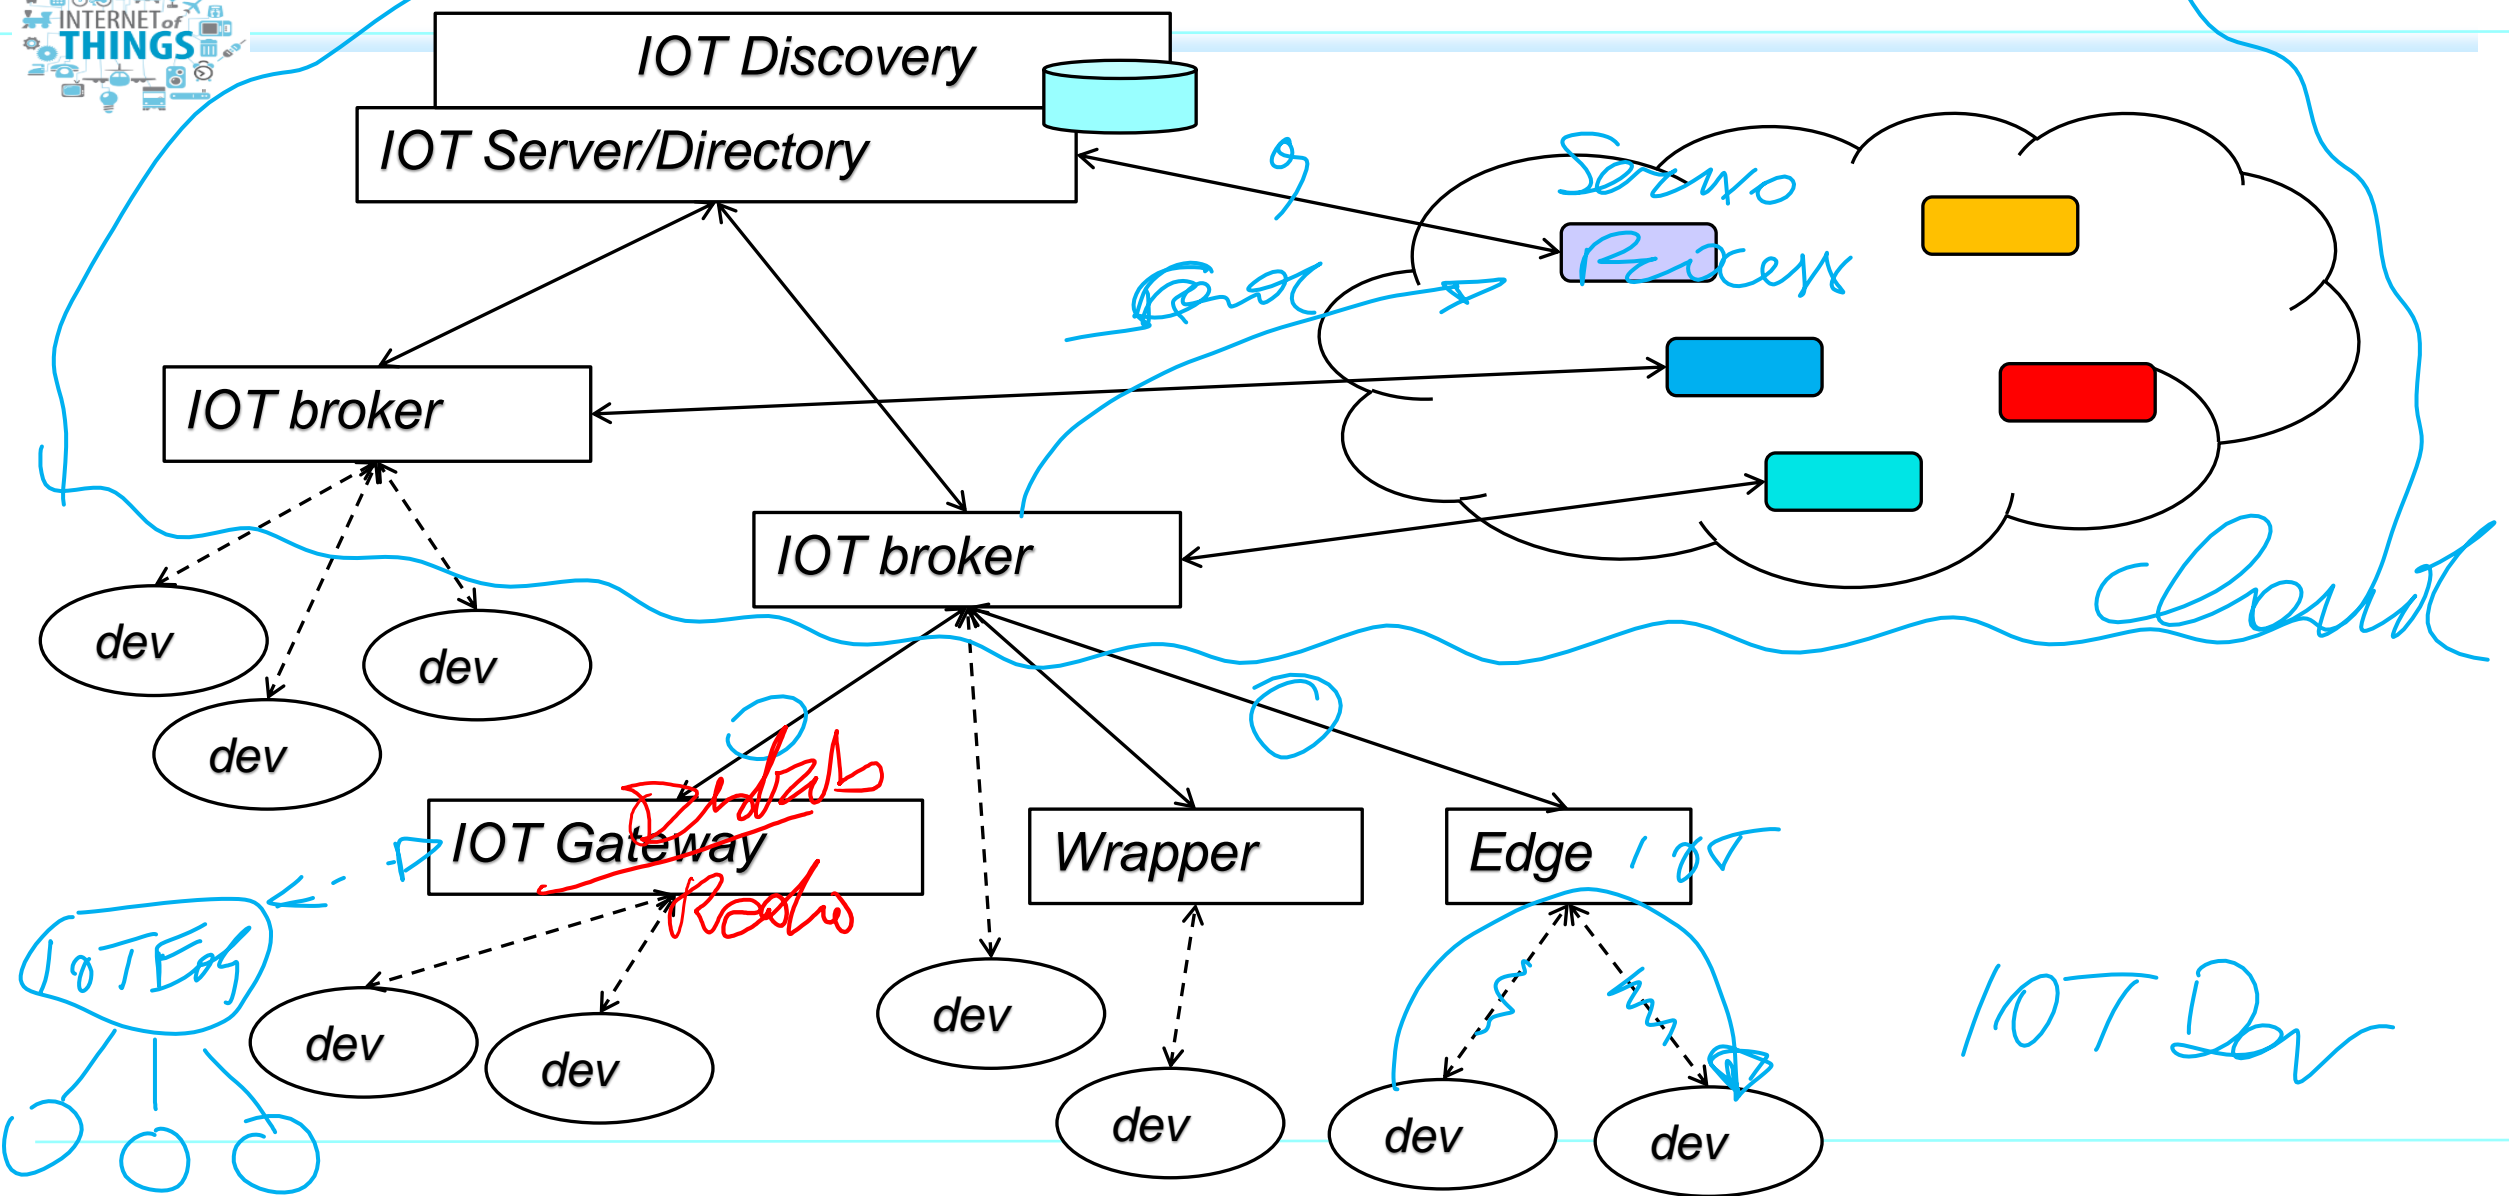 INTERNET of
THINGS
IOT Discovery
IOT Server/Directory
IOT broker
IOT broker
Cloud
dev
dev
dev
IOT Gateway
Wrapper
Edge
IOT
dev
dev
dev
dev
dev
dev
IOT Dev